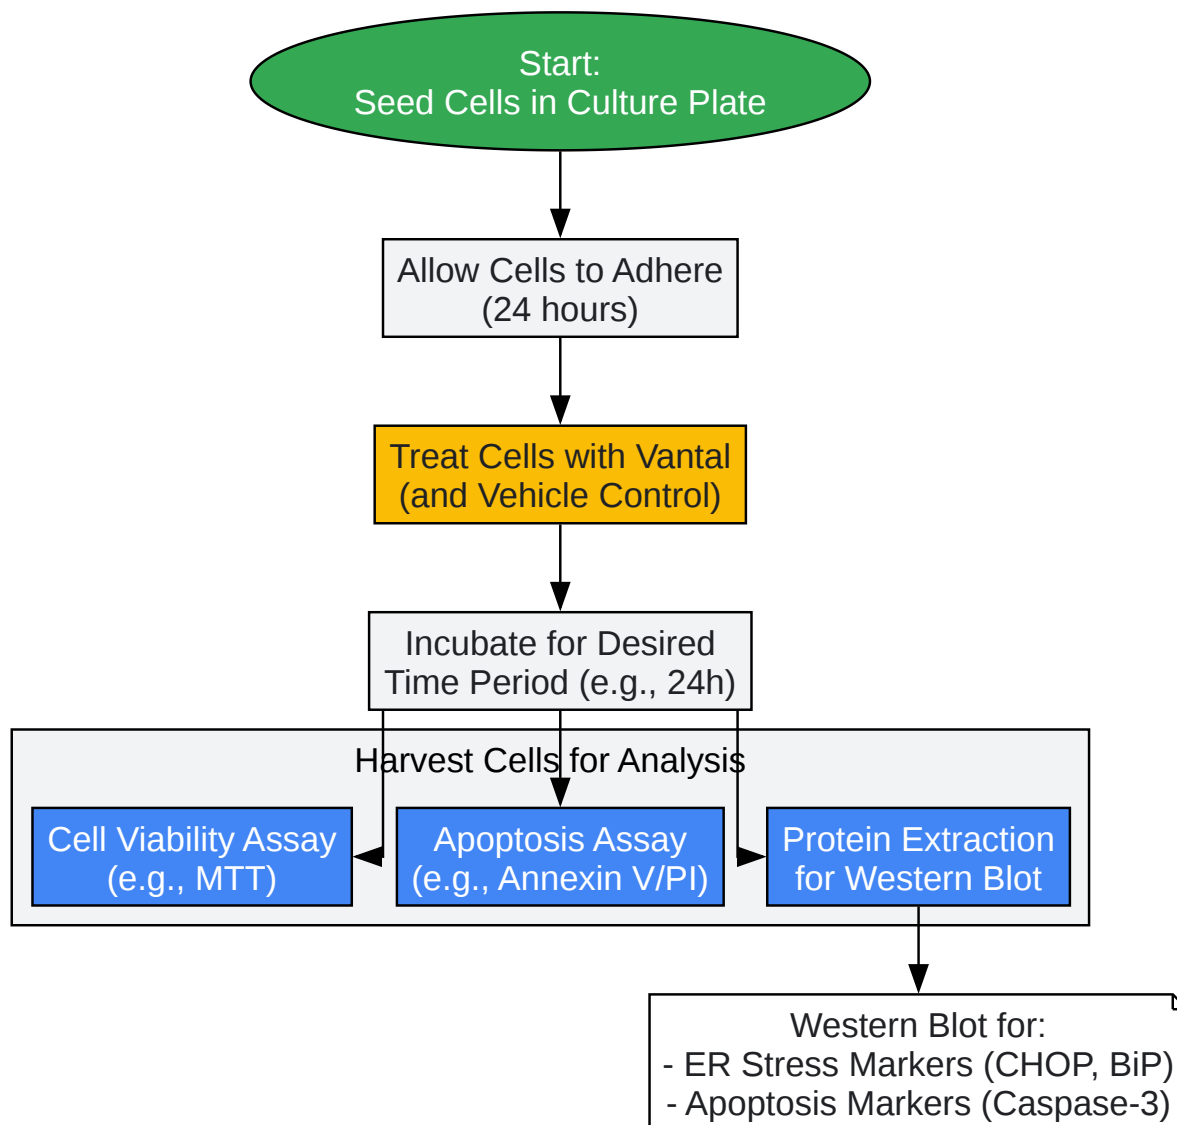 Start:
Seed Cells in Culture Plate
Allow Cells to Adhere
(24 hours)
Treat Cells with Vantal
(and Vehicle Control)
Incubate for Desired
Time Period (e.g., 24h)
Harvest Cells for Analysis
Cell Viability Assay
(e.g., MTT)
Apoptosis Assay
(e.g., Annexin V/PI)
Protein Extraction
for Western Blot
Western Blot for:
- ER Stress Markers (CHOP, BiP)
- Apoptosis Markers (Caspase-3)